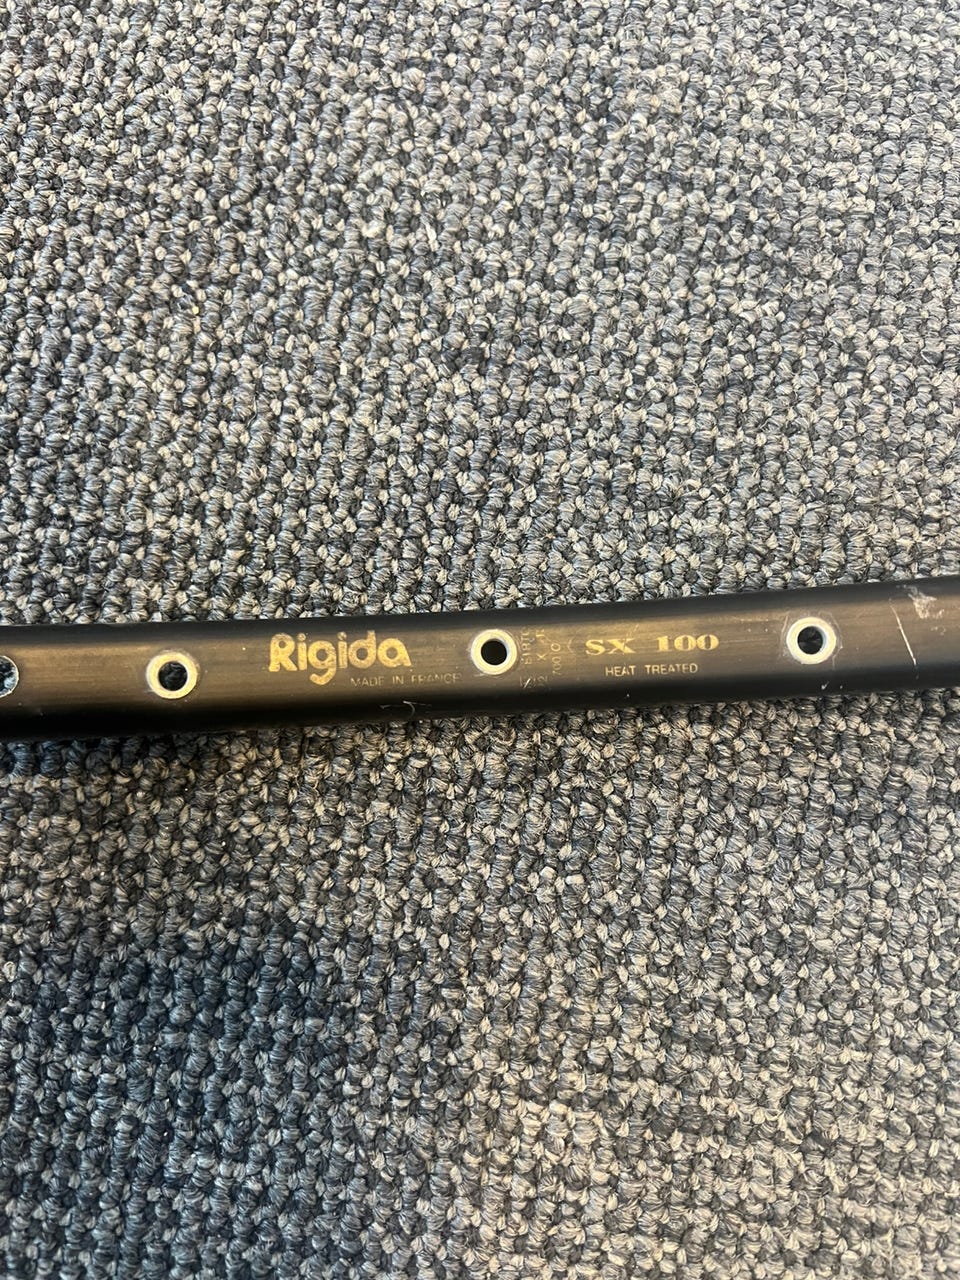 Rigida
MADE IN FRANCE
SX 100
HEAT TREATED